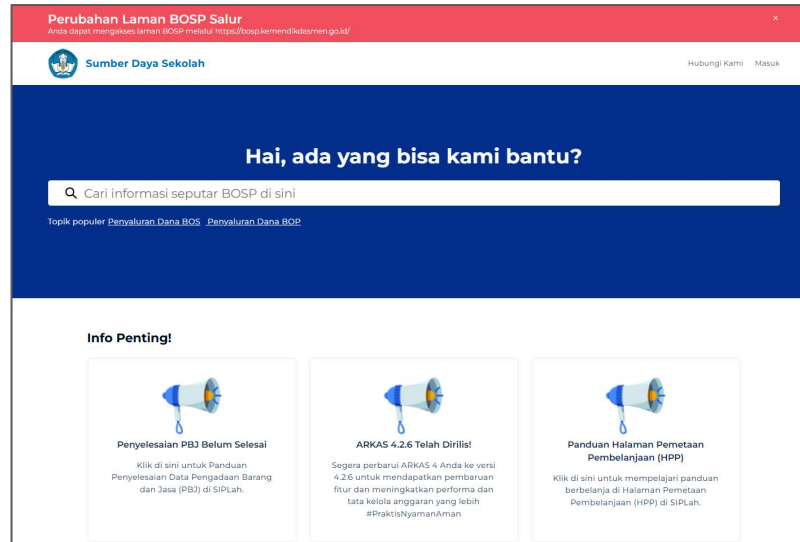 Perubahan Laman BOSP Salur
×
Anda dapat mengakses laman BOSP melalui https://bosp.kemendikdasmen.go.id/
Sumber Daya Sekolah
Hubungi Kami
Masuk
Hai, ada yang bisa kami bantu?
Cari informasi seputar BOSP di sini
Topik populer Penyaluran Dana BOS Penyaluran Dana BOP
Info Penting!
Penyelesaian PBJ Belum Selesai
Klik di sini untuk Panduan
Penyelesaian Data Pengadaan Barang
dan Jasa (PBJ) di SIPLah.
ARKAS 4.2.6 Telah Dirilis!
Segera perbarui ARKAS 4 Anda ke versi
4.2.6 untuk mendapatkan pembaruan
fitur dan meningkatkan performa dan
tata kelola anggaran yang lebih
#PraktisNyamanAman
Panduan Halaman Pemetaan
Pembelanjaan (HPP)
Klik di sini untuk mempelajari panduan
berbelanja di Halaman Pemetaan
Pembelanjaan (HPP) di SIPLah.